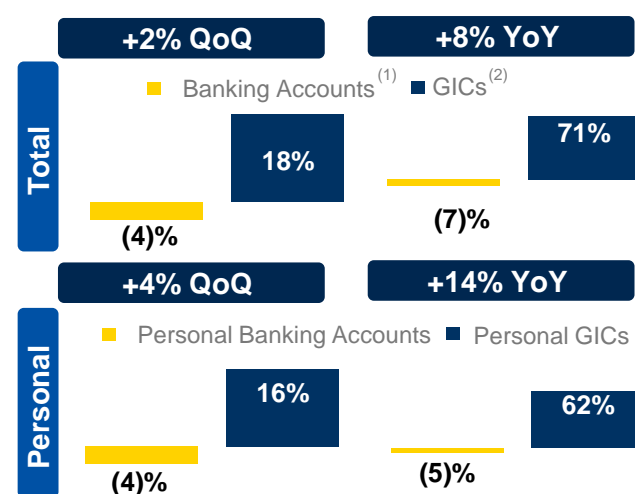 +2% QoQ
+8% YoY
Total
Banking Accounts(1)
GICs(2)
18%
71%
(4)%
(7)%
+4% QoQ
+14% YoY
Personal
Personal Banking Accounts
Personal GICs
16%
62%
(4)%
(5)%